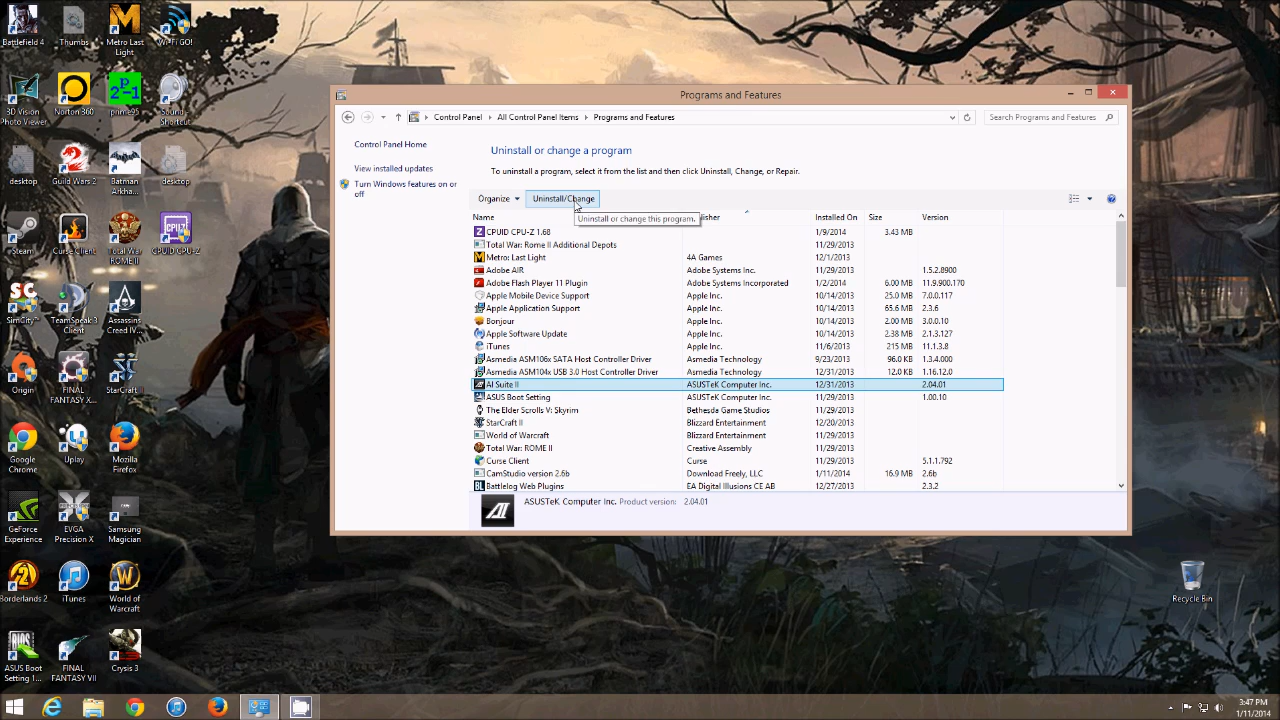 Battlefield 4
Thumbs
Metro Last
Light
Wi-Fi GO!
3D Vision
Photo Viewer
Norton 360
prime95
Sound -
Shortcut
desktop
Guild Wars 2
Batman
Arkha...
desktop
Steam
Curse Client
Total War:
ROME II
CPUID CPU-Z
SimCity™
TeamSpeak 3
Client
Assassins
Creed IV...
Origin
FINAL
FANTASY X...
StarCraft II
Google
Chrome
Uplay
Mozilla
Firefox
GeForce
Experience
EVGA
Precision X
Samsung
Magician
Borderlands 2
iTunes
World of
Warcraft
ASUS Boot
Setting 1...
FINAL
FANTASY VII
Crysis 3
Programs and Features
Control Panel
All Control Panel Items
Programs and Features
Search Programs and Features
Control Panel Home
View installed updates
Turn Windows features on or
off
Uninstall or change a program
To uninstall a program, select it from the list and then click Uninstall, Change, or Repair.
Organize
Uninstall/Change
Uninstall or change this program.
Name lisher Installed On Size Version
CPUID CPU-Z 1.68 1/9/2014 3.43 MB
Total War: Rome II Additional Depots 11/29/2013
Metro: Last Light 4A Games 12/1/2013
Adobe AIR Adobe Systems Inc. 11/29/2013 1.5.2.8900
Adobe Flash Player 11 Plugin Adobe Systems Incorporated 1/2/2014 6.00 MB 11.9.900.170
Apple Mobile Device Support Apple Inc. 10/14/2013 25.0 MB 7.0.0.117
Apple Application Support Apple Inc. 10/14/2013 65.6 MB 2.3.6
Bonjour Apple Inc. 10/14/2013 2.00 MB 3.0.0.10
Apple Software Update Apple Inc. 10/14/2013 2.38 MB 2.1.3.127
iTunes Apple Inc. 11/6/2013 215 MB 11.1.3.8
Asmedia ASM106x SATA Host Controller Driver Asmedia Technology 9/23/2013 96.0 KB 1.3.4.000
Asmedia ASM104x USB 3.0 Host Controller Driver Asmedia Technology 12/31/2013 12.0 KB 1.16.12.0
AI Suite II ASUSTeK Computer Inc. 12/31/2013 2.04.01
ASUS Boot Setting ASUSTeK Computer Inc. 11/29/2013 1.00.10
The Elder Scrolls V: Skyrim Bethesda Game Studios 11/29/2013
StarCraft II Blizzard Entertainment 12/20/2013
World of Warcraft Blizzard Entertainment 11/29/2013
Total War: ROME II Creative Assembly 11/29/2013
Curse Client Curse 11/29/2013 5.1.1.792
CamStudio version 2.6b Download Freely, LLC 1/11/2014 16.9 MB 2.6b
Battlelog Web Plugins EA Digital Illusions CE AB 12/27/2013 2.3.2
ASUSTeK Computer Inc. Product version: 2.04.01
Recycle Bin
3:47 PM
1/11/2014